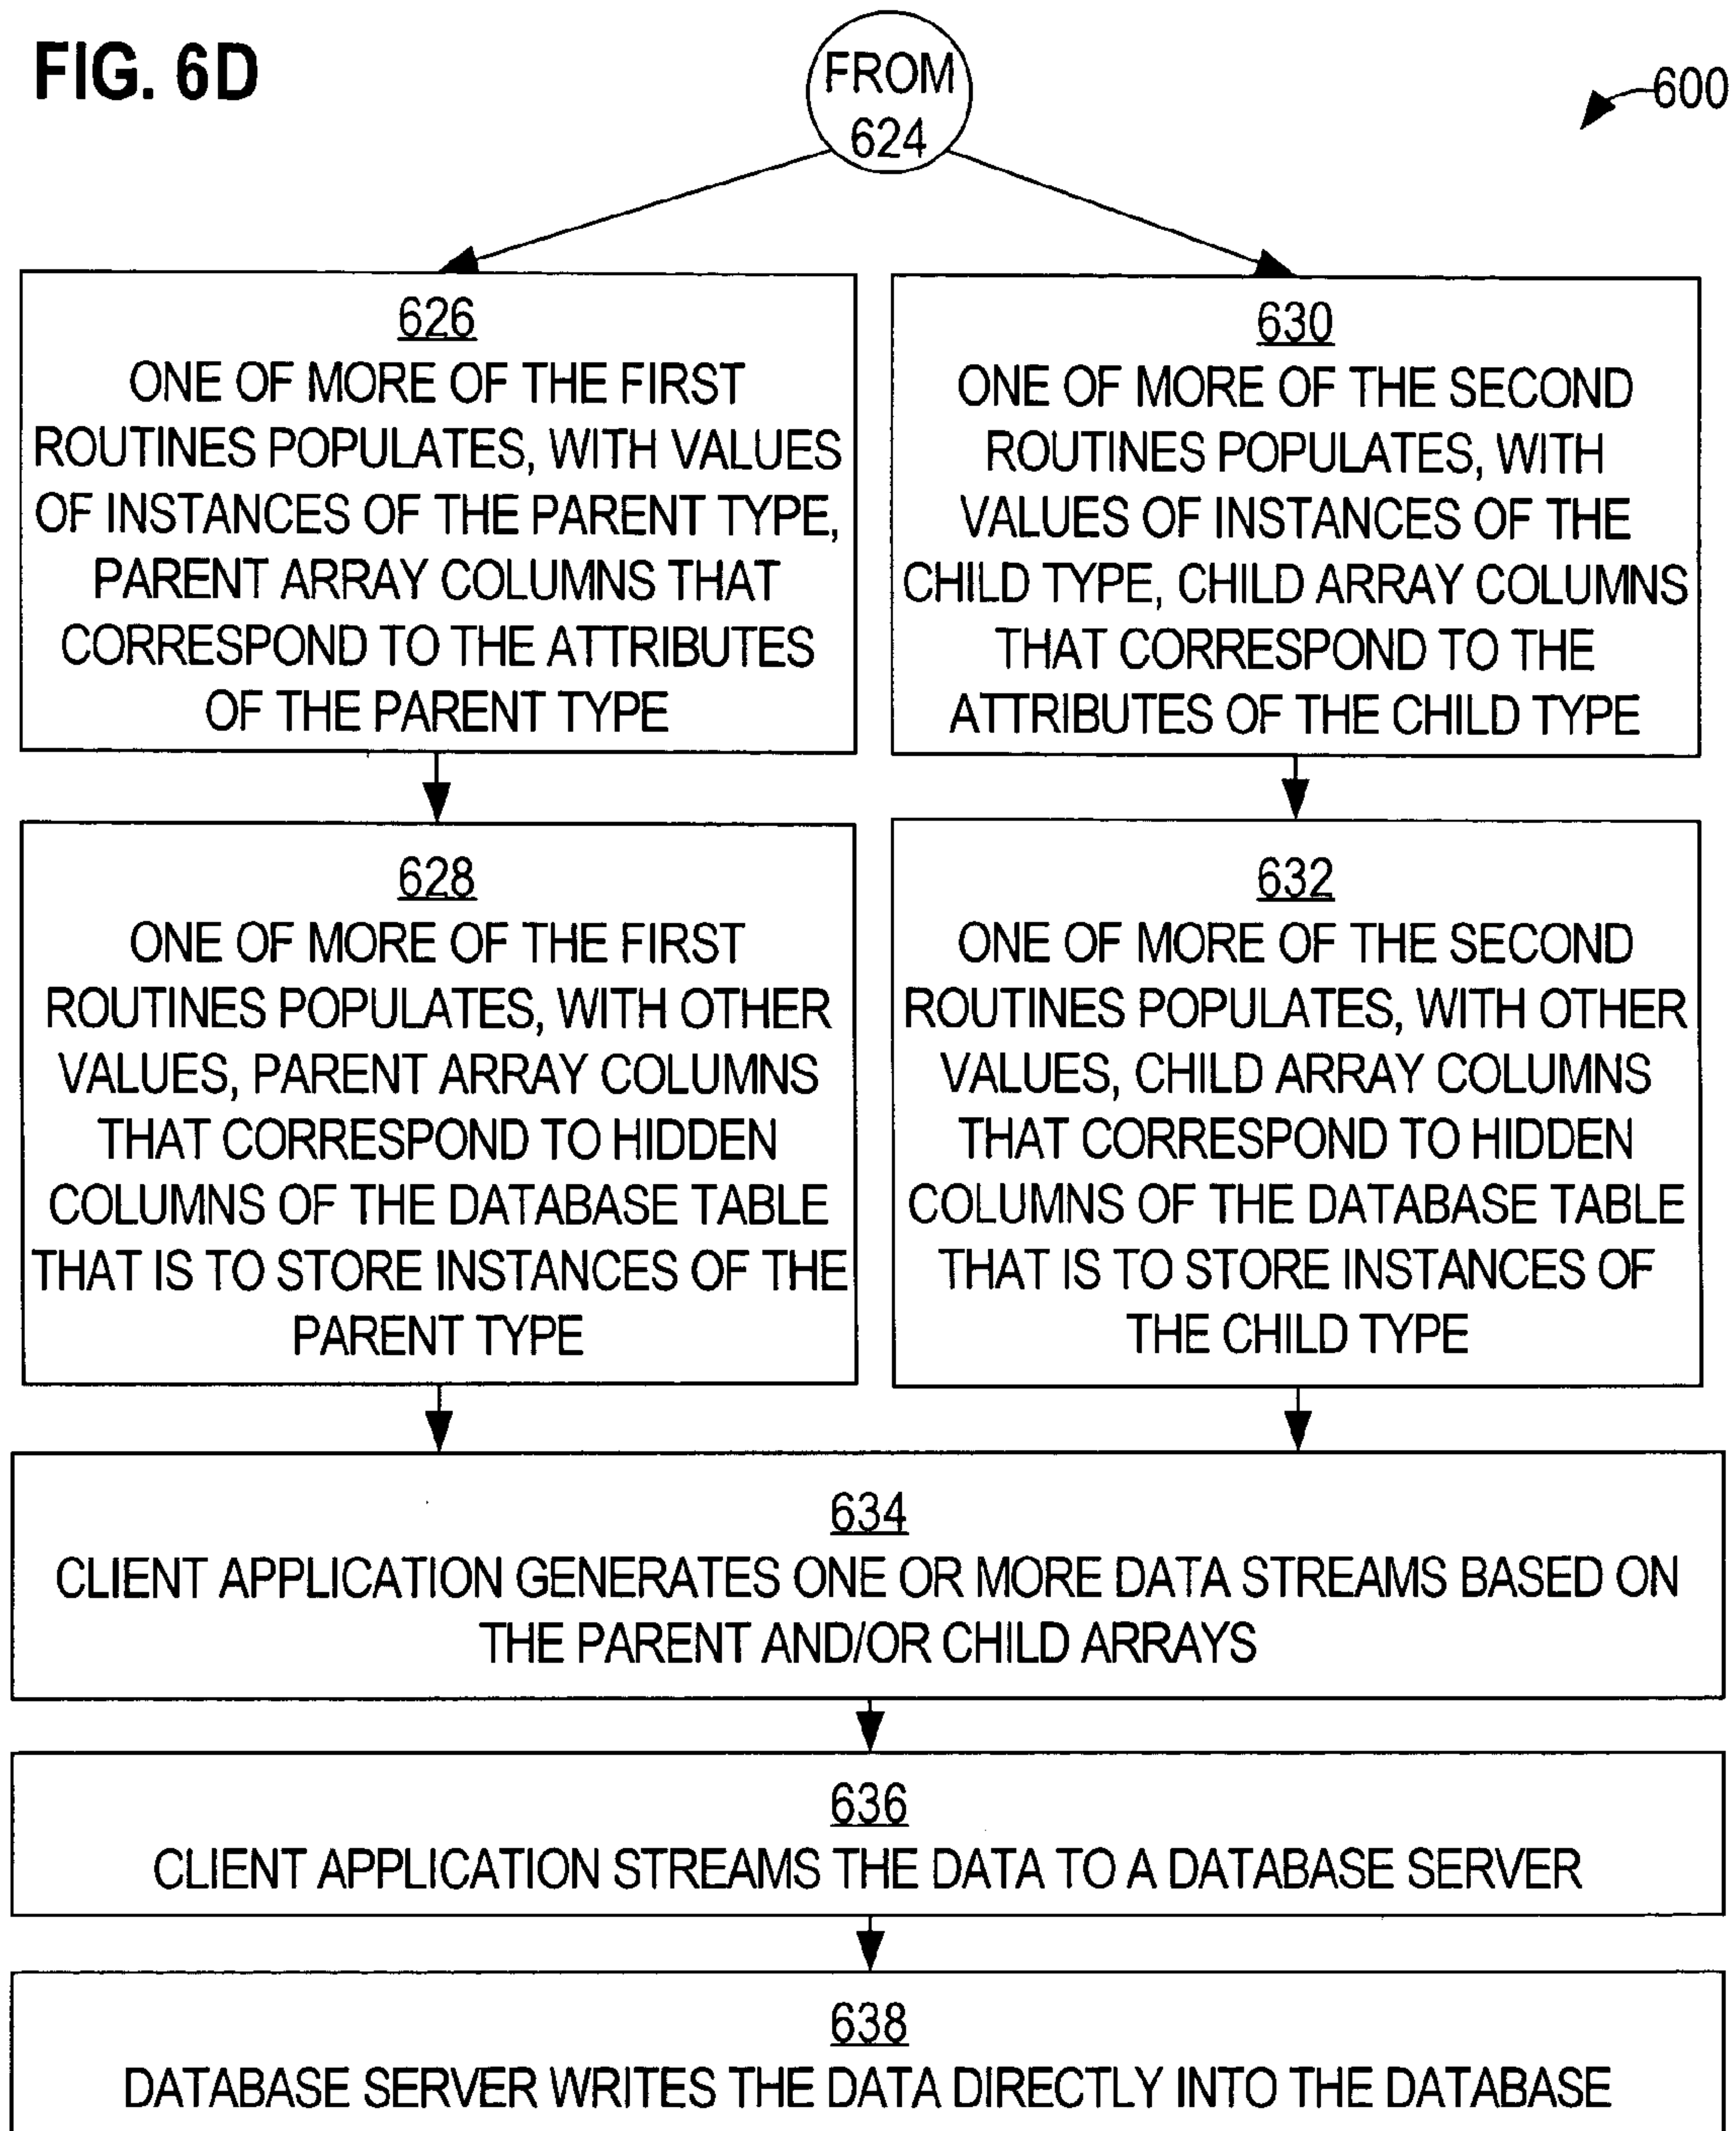 FIG. 6D
FROM
624
600
626
ONE OF MORE OF THE FIRST
ROUTINES POPULATES, WITH VALUES
OF INSTANCES OF THE PARENT TYPE,
PARENT ARRAY COLUMNS THAT
CORRESPOND TO THE ATTRIBUTES
OF THE PARENT TYPE
630
ONE OF MORE OF THE SECOND
ROUTINES POPULATES, WITH
VALUES OF INSTANCES OF THE
CHILD TYPE, CHILD ARRAY COLUMNS
THAT CORRESPOND TO THE
ATTRIBUTES OF THE CHILD TYPE
628
ONE OF MORE OF THE FIRST
ROUTINES POPULATES, WITH OTHER
VALUES, PARENT ARRAY COLUMNS
THAT CORRESPOND TO HIDDEN
COLUMNS OF THE DATABASE TABLE
THAT IS TO STORE INSTANCES OF THE
PARENT TYPE
632
ONE OF MORE OF THE SECOND
ROUTINES POPULATES, WITH OTHER
VALUES, CHILD ARRAY COLUMNS
THAT CORRESPOND TO HIDDEN
COLUMNS OF THE DATABASE TABLE
THAT IS TO STORE INSTANCES OF
THE CHILD TYPE
634
CLIENT APPLICATION GENERATES ONE OR MORE DATA STREAMS BASED ON
THE PARENT AND/OR CHILD ARRAYS
636
CLIENT APPLICATION STREAMS THE DATA TO A DATABASE SERVER
638
DATABASE SERVER WRITES THE DATA DIRECTLY INTO THE DATABASE